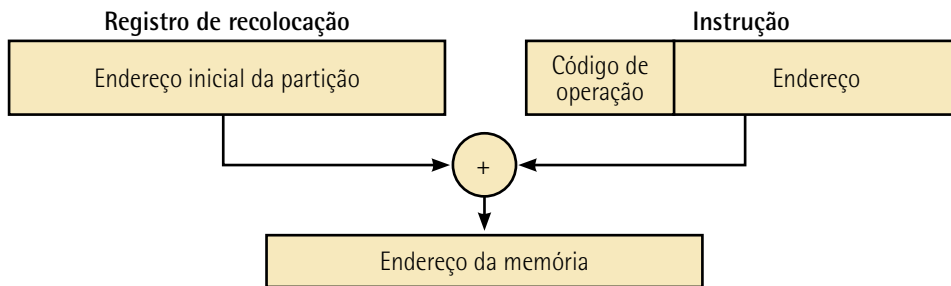 Registro de recolocação
Instrução
Endereço inicial da partição
Código de
operação
Endereço
+
Endereço da memória